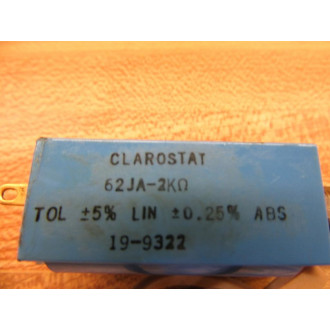 CLAROSTAT
62JA-2KΩ
TOL ±5% LIN ±0.25% ABS
19-9322